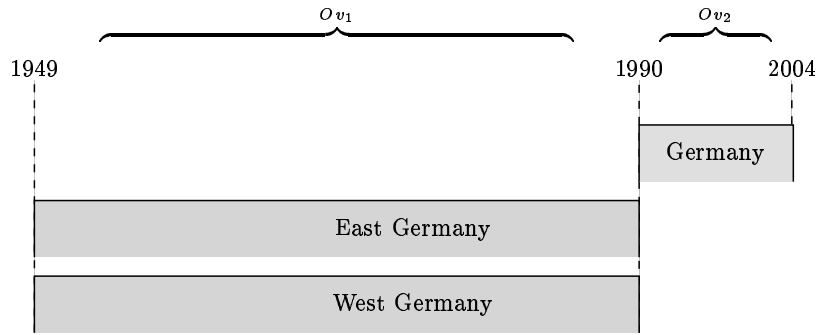 Ov₁ Ov₂
1949 1990 2004
Germany
East Germany
West Germany